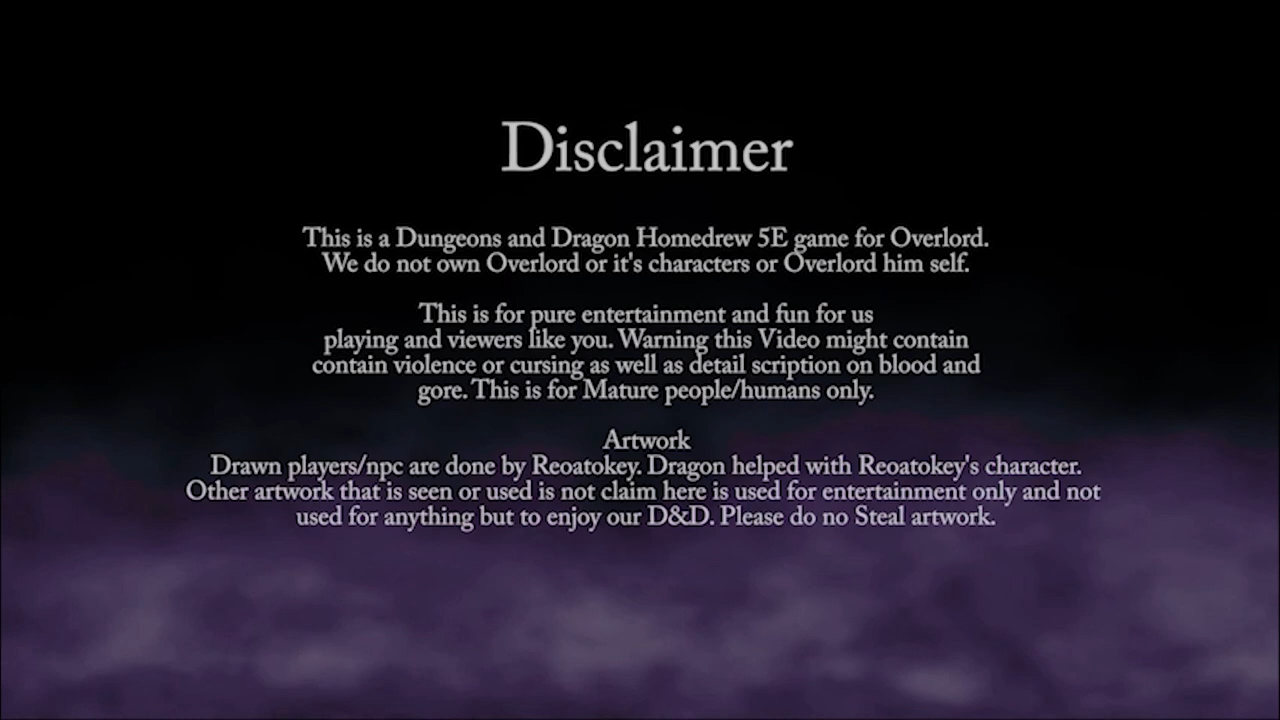 Disclaimer
This is a Dungeons and Dragon Homedrew 5E game for Overlord.
We do not own Overlord or it's characters or Overlord him self.
This is for pure entertainment and fun for us
playing and viewers like you. Warning this Video might contain
contain violence or cursing as well as detail scription on blood and
gore. This is for Mature people/humans only.
Artwork
Drawn players/npc are done by Reoatokey. Dragon helped with Reoatokey's character.
Other artwork that is seen or used is not claim here is used for entertainment only and not
used for anything but to enjoy our D&D. Please do no Steal artwork.